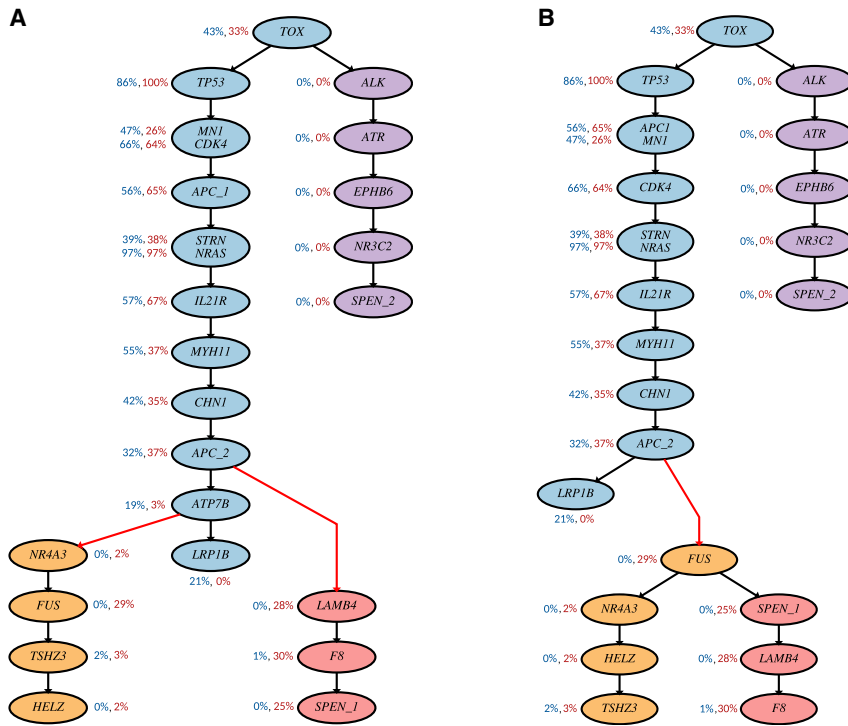 A
43%, 33% TOX
86%, 100% TP53 0%, 0% ALK
47%, 26% MN1
66%, 64% CDK4
0%, 0% ATR
56%, 65% APC_1 0%, 0% EPHB6
39%, 38% STRN
97%, 97% NRAS
0%, 0% NR3C2
57%, 67% IL21R 0%, 0% SPEN_2
55%, 37% MYH11
42%, 35% CHN1
32%, 37% APC_2
19%, 3% ATP7B
NR4A3 0%, 2% LRP1B
21%, 0%
FUS 0%, 29% 0%, 28% LAMB4
TSHZ3 2%, 3% 1%, 30% F8
HELZ 0%, 2% 0%, 25% SPEN_1
B
43%, 33% TOX
86%, 100% TP53 0%, 0% ALK
56%, 65% APC1
47%, 26% MN1
0%, 0% ATR
66%, 64% CDK4 0%, 0% EPHB6
39%, 38% STRN
97%, 97% NRAS
0%, 0% NR3C2
57%, 67% IL21R 0%, 0% SPEN_2
55%, 37% MYH11
42%, 35% CHN1
32%, 37% APC_2
LRP1B
21%, 0%
0%, 29% FUS
0%, 2% NR4A3 0%, 25% SPEN_1
0%, 2% HELZ 0%, 28% LAMB4
2%, 3% TSHZ3 1%, 30% F8